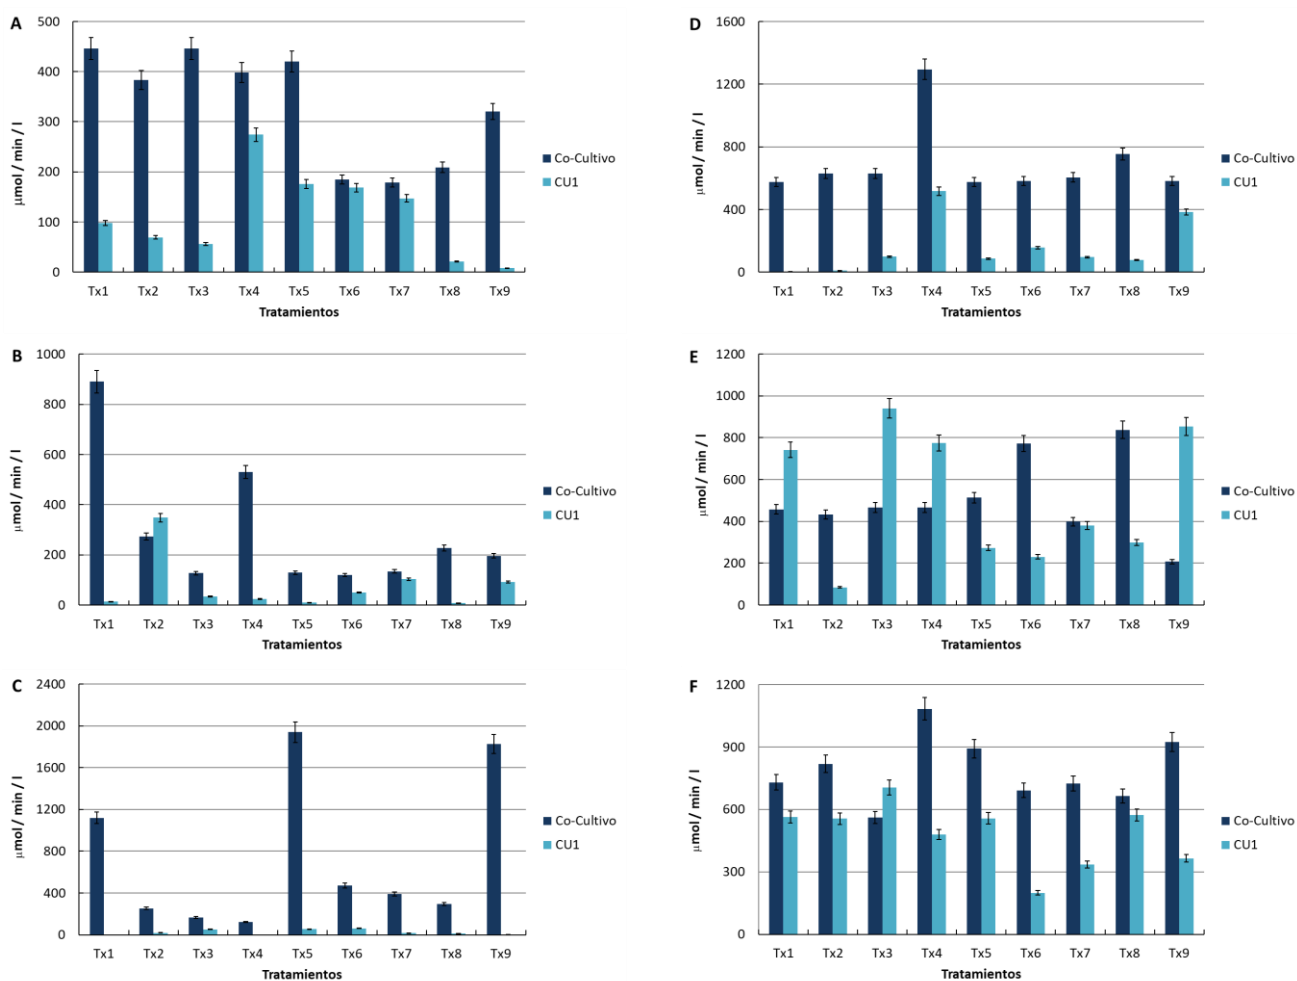 A
500
400
300
200
100
0
µmol / min / l
Tx1 Tx2 Tx3 Tx4 Tx5 Tx6 Tx7 Tx8 Tx9
Tratamientos
Co-Cultivo
CU1
B
1000
800
600
400
200
0
µmol / min / l
Tx1 Tx2 Tx3 Tx4 Tx5 Tx6 Tx7 Tx8 Tx9
Tratamientos
Co-Cultivo
CU1
C
2400
2000
1600
1200
800
400
0
µmol / min / l
Tx1 Tx2 Tx3 Tx4 Tx5 Tx6 Tx7 Tx8 Tx9
Tratamientos
Co-Cultivo
CU1
D
1600
1200
800
400
0
µmol / min / l
Tx1 Tx2 Tx3 Tx4 Tx5 Tx6 Tx7 Tx8 Tx9
Tratamientos
Co-Cultivo
CU1
E
1200
1000
800
600
400
200
0
µmol / min / l
Tx1 Tx2 Tx3 Tx4 Tx5 Tx6 Tx7 Tx8 Tx9
Tratamientos
Co-Cultivo
CU1
F
1200
900
600
300
0
µmol / min / l
Tx1 Tx2 Tx3 Tx4 Tx5 Tx6 Tx7 Tx8 Tx9
Tratamientos
Co-Cultivo
CU1